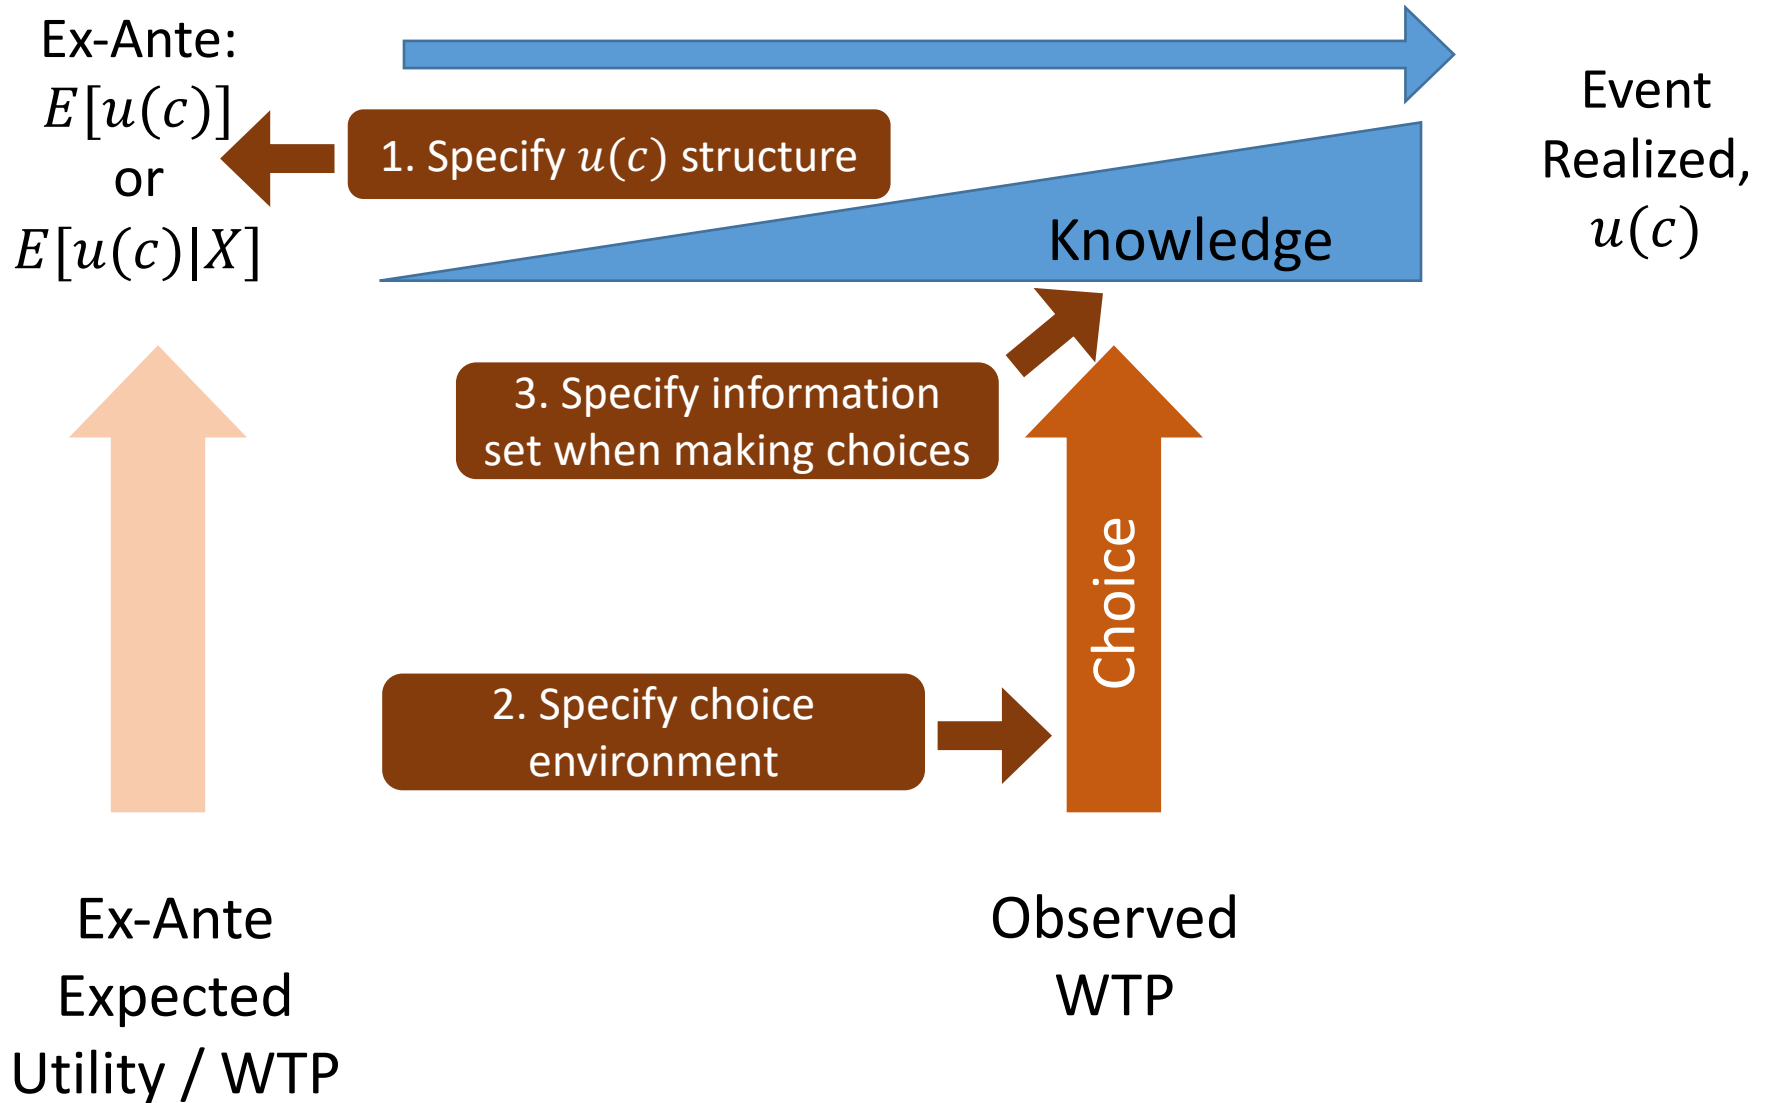 Ex-Ante:
E[u(c)]
or
E[u(c)|X]
1. Specify u(c) structure
Knowledge
Event
Realized,
u(c)
3. Specify information
set when making choices
Choice
2. Specify choice
environment
Ex-Ante
Expected
Utility / WTP
Observed
WTP